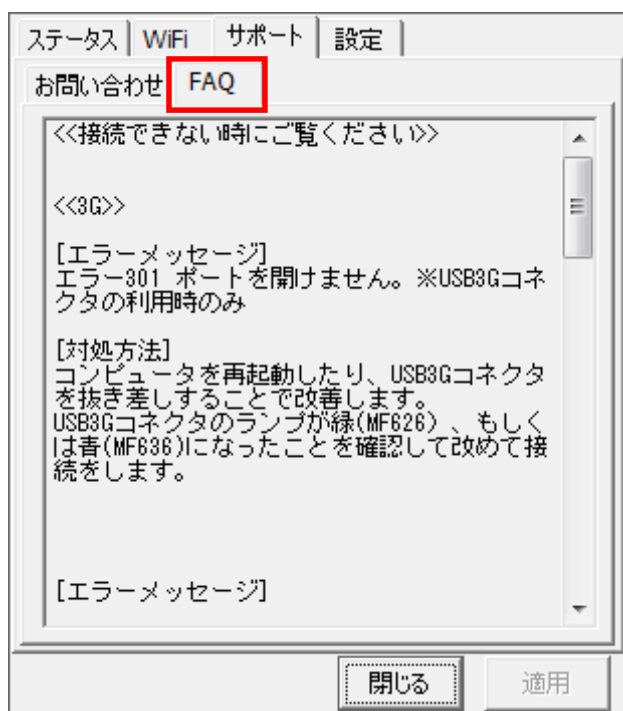 ステータス WiFi サポート 設定
お問い合わせ FAQ
<<接続できない時にご覧ください>>
<<3G>>
[エラーメッセージ]
エラー301 ポートを開けません。※USB3Gコネ
クタの利用時のみ
[対処方法]
コンピュータを再起動したり、USB3Gコネクタ
を抜き差しすることで改善します。
USB3Gコネクタのランプが緑(MF626)、もしく
は青(MF636)になったことを確認して改めて接
続をします。
[エラーメッセージ]
閉じる 適用